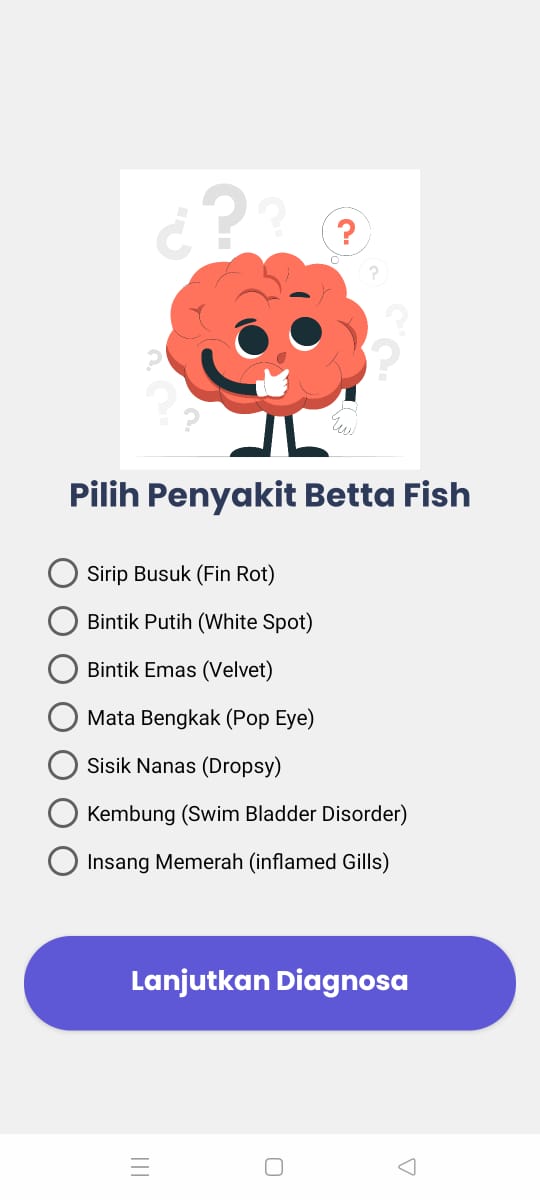 Pilih Penyakit Betta Fish
Sirip Busuk (Fin Rot)
Bintik Putih (White Spot)
Bintik Emas (Velvet)
Mata Bengkak (Pop Eye)
Sisik Nanas (Dropsy)
Kembung (Swim Bladder Disorder)
Insang Memerah (inflamed Gills)
Lanjutkan Diagnosa